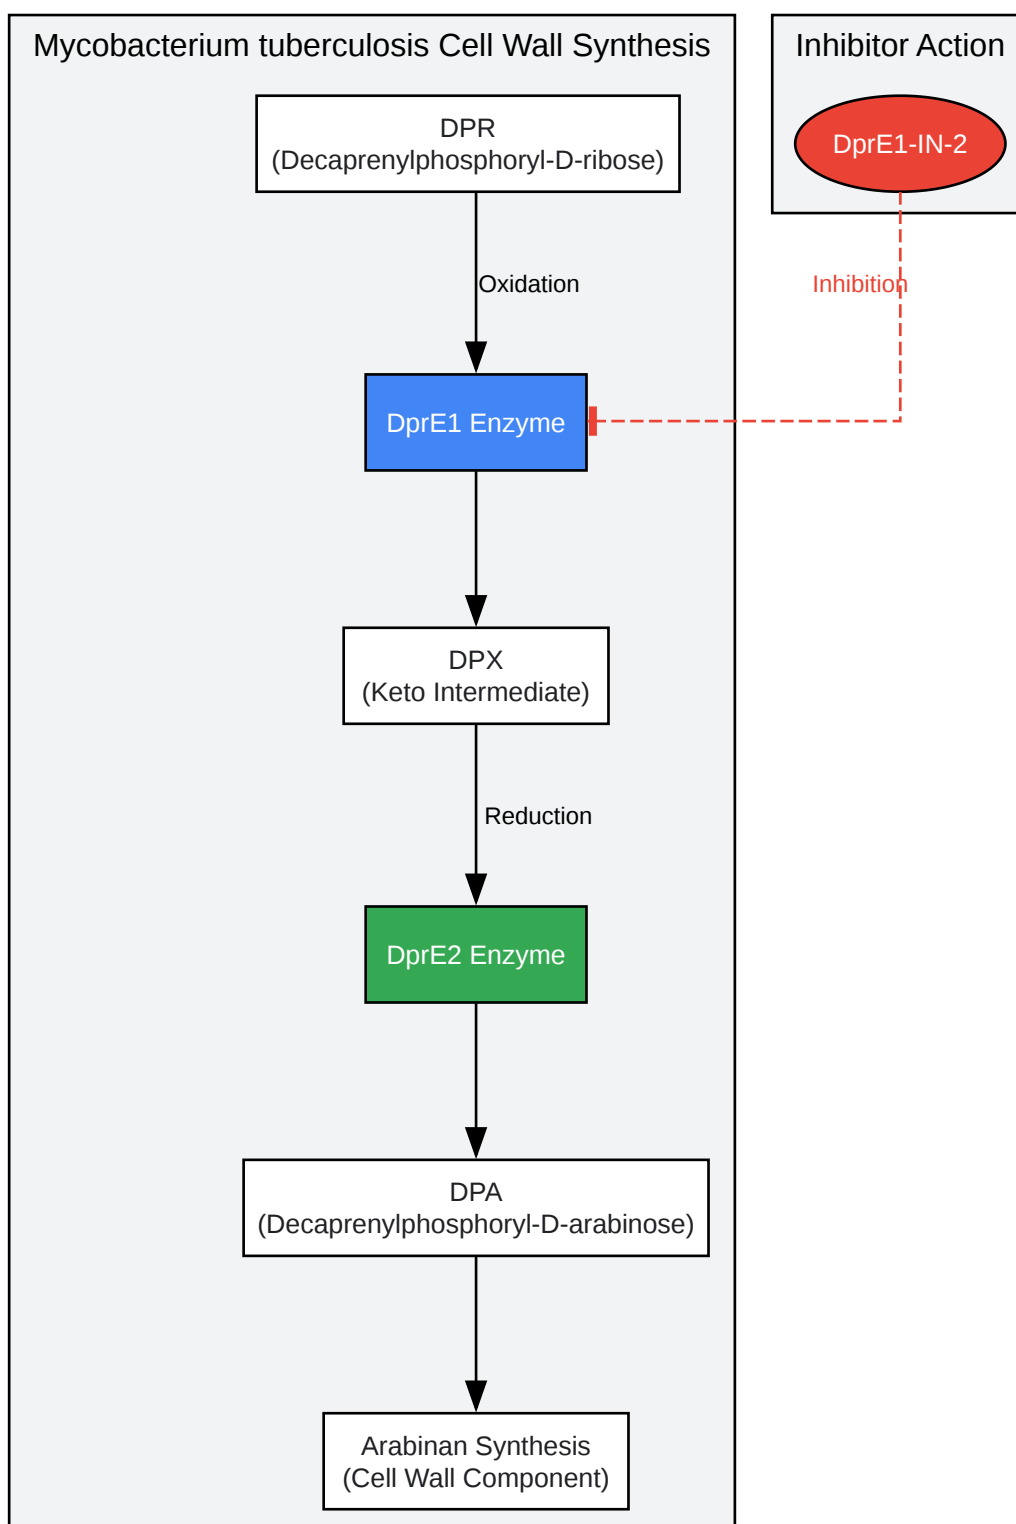 Mycobacterium tuberculosis Cell Wall Synthesis
Inhibitor Action
DPR
(Decaprenylphosphoryl-D-ribose)
DprE1-IN-2
Oxidation
Inhibition
DprE1 Enzyme
DPX
(Keto Intermediate)
Reduction
DprE2 Enzyme
DPA
(Decaprenylphosphoryl-D-arabinose)
Arabinan Synthesis
(Cell Wall Component)